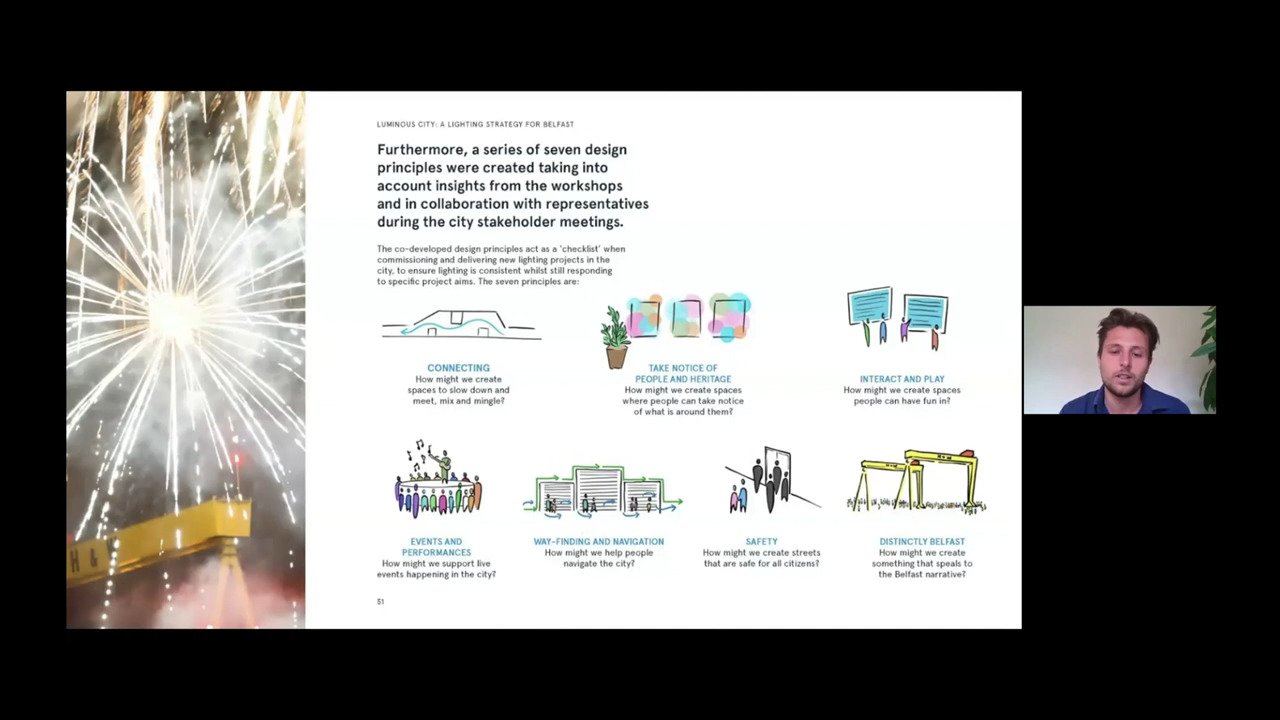 LUMINOUS CITY: A LIGHTING STRATEGY FOR BELFAST
Furthermore, a series of seven design
principles were created taking into
account insights from the workshops
and in collaboration with representatives
during the city stakeholder meetings.
The co-developed design principles act as a 'checklist' when
commissioning and delivering new lighting projects in the
city, to ensure lighting is consistent whilst still responding
to specific project aims. The seven principles are:
CONNECTING
How might we create
spaces to slow down and
meet, mix and mingle?
TAKE NOTICE OF
PEOPLE AND HERITAGE
How might we create spaces
where people can take notice
of what is around them?
INTERACT AND PLAY
How might we create spaces
people can have fun in?
EVENTS AND
PERFORMANCES
How might we support live
events happening in the city?
WAY-FINDING AND NAVIGATION
How might we help people
navigate the city?
SAFETY
How might we create streets
that are safe for all citizens?
DISTINCTLY BELFAST
How might we create
something that speaks to
the Belfast narrative?
51
H & W